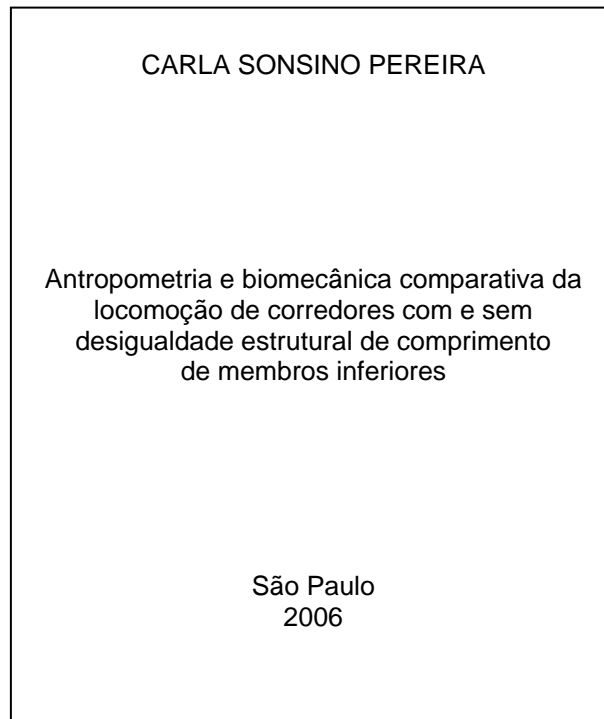 CARLA SONSINO PEREIRA
Antropometria e biomecânica comparativa da
locomoção de corredores com e sem
desigualdade estrutural de comprimento
de membros inferiores
São Paulo
2006